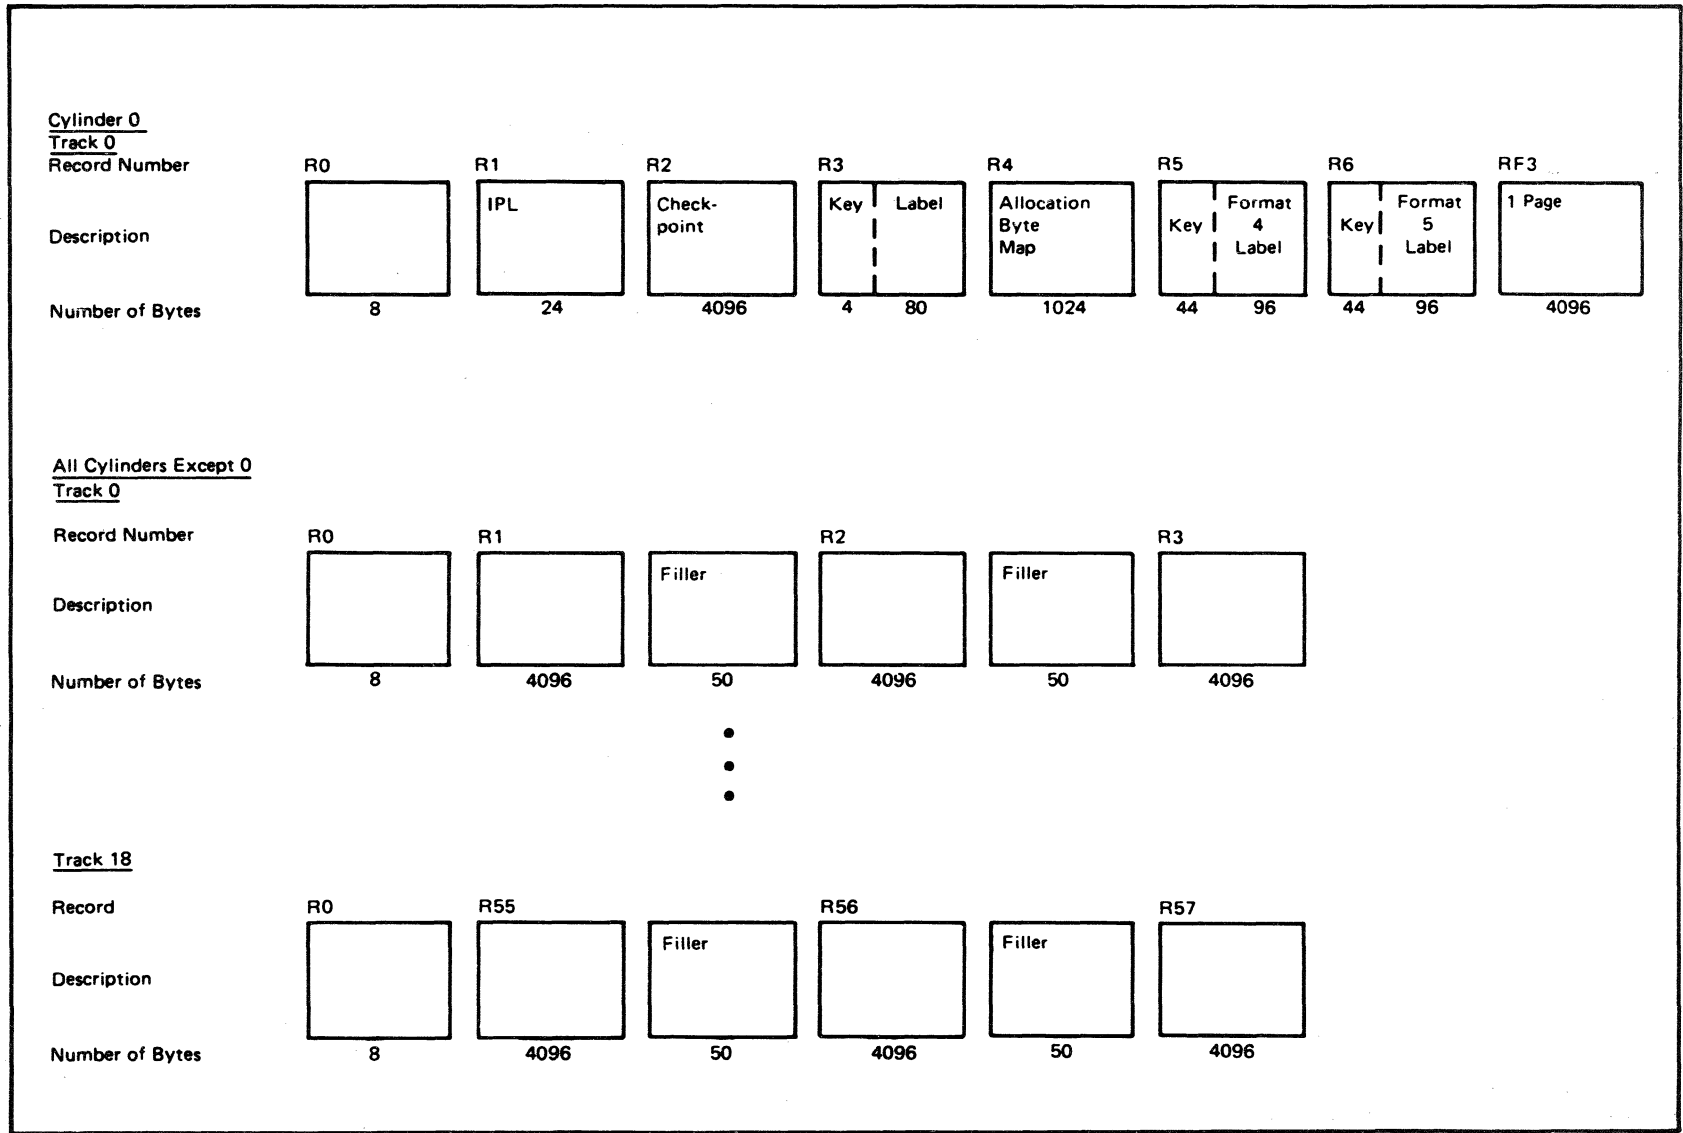 Cylinder 0
Track 0
Record Number R0 R1 R2 R3 R4 R5 R6 RF3
IPL Check- Key Label Allocation Format Format 1 Page
point Byte Key 4 Key 5
Description Map Label Label
Number of Bytes 8 24 4096 4 80 1024 44 96 44 96 4096
All Cylinders Except 0
Track 0
Record Number R0 R1 R2 R3
Filler Filler
Description
Number of Bytes 8 4096 50 4096 50 4096
Track 18
Record R0 R55 R56 R57
Filler Filler
Description
Number of Bytes 8 4096 50 4096 50 4096